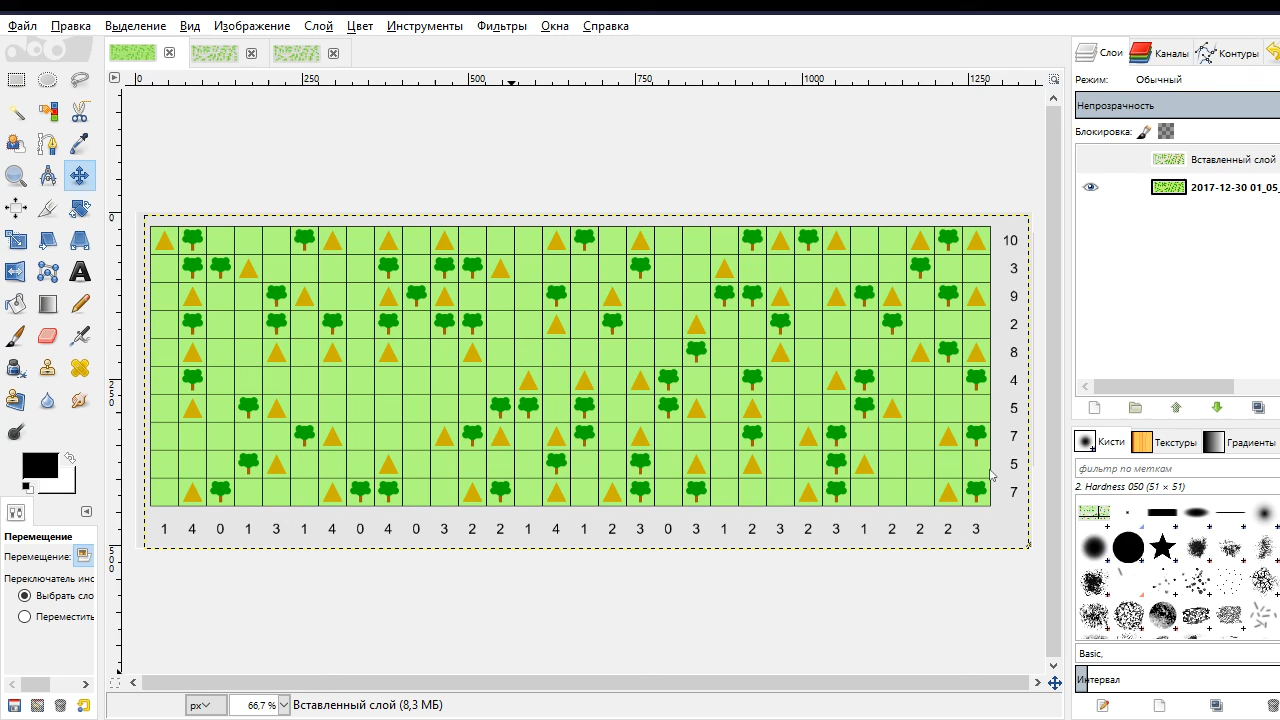 Файл Правка Выделение Вид Изображение Слой Цвет Инструменты Фильтры Окна Справка
Слои Каналы Контуры
0 250 500 750 1000 1250
Режим: Обычный
Непрозрачность
Блокировка:
Вставленный слой
2017-12-30 01_05_
0
250
500
10
3
9
2
8
4
5
7
5
7
1 4 0 1 3 1 4 0 4 0 3 2 2 1 4 1 2 3 0 3 1 2 2 3 1 2 2 2 2 3
Кисти Текстуры Градиенты
фильтр по меткам
2. Hardness 050 (51 × 51)
Basic,
Интервал
Перемещение
Перемещение:
Переключатель инс
Выбрать сло
Переместить
px 66,7 % Вставленный слой (8,3 МБ)